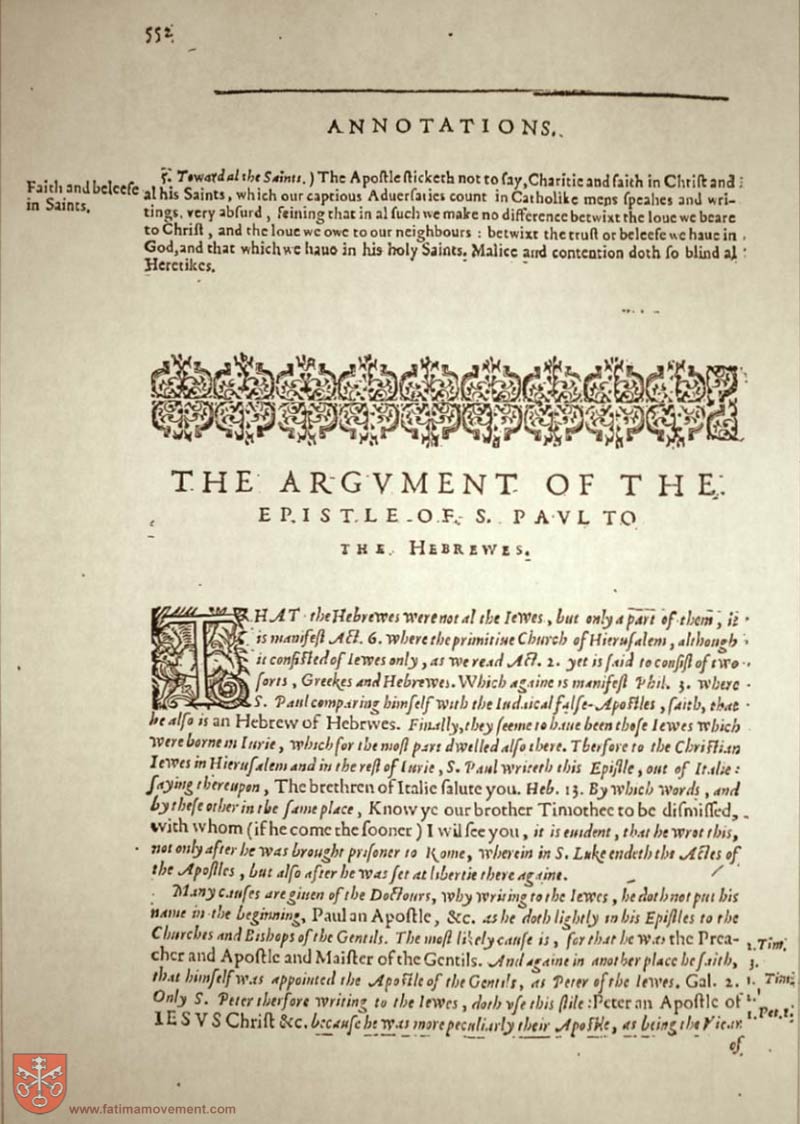 552
ANNOTATIONS.
Faith and beleefe
in Saints.
5. Toward al the Saints.) The Apoſtle ſticketh not to ſay, Charitie and faith in Chriſt and
al his Saints, which our captious Aduerſaries count in Catholike mens ſpeahes and wri-
tings, very abſurd, feining that in al ſuch we make no difference betwixt the loue we beare
to Chriſt, and the loue we owe to our neighbours: betwixt the truſt or beleefe we haue in
God, and that which we haue in his holy Saints. Malice and contention doth ſo blind al
Heretikes.
THE ARGVMENT OF THE
EPISTLE OF S. PAVL TO
THE HEBREWES.
THAT the Hebrewes were not al the Iewes, but only a part of them, it
is manifeſt Act. 6. where the primitiue Church of Hieruſalem, although
it conſiſted of Iewes only, as we read Act. 2. yet is ſaid to conſiſt of two
ſorts, Greekes and Hebrewes. Which againe is manifeſt Phil. 3. where
S. Paul comparing himſelf with the Iudaical falſe-Apoſtles, ſaith, that
he alſo is an Hebrew of Hebrwes. Finally, they ſeeme to haue been thoſe Iewes which
were borne in Iurie, which for the moſt part dwelled alſo there. Therfore to the Chriſtian
Iewes in Hieruſalem and in the reſt of Iurie, S. Paul writeth this Epiſtle, out of Italie:
ſaying thereupon, The brethren of Italie ſalute you. Heb. 13. By which words, and
by theſe other in the ſame place, Know ye our brother Timothee to be diſmiſſed,
with whom (if he come the ſooner) I wil ſee you, it is euident, that he wrot this,
not only after he was brought priſoner to Rome, wherein in S. Luke endeth the Actes of
the Apoſtles, but alſo after he was ſet at libertie there againe.
Many cauſes are giuen of the Doctours, why writing to the Iewes, he doth not put his
name in the beginning, Paul an Apoſtle, &c. as he doth lightly in his Epiſtles to the
Churches and Biſhops of the Gentils. The moſt likely cauſe is, for that he was the Prea-
cher and Apoſtle and Maiſter of the Gentils. And againe in another place he ſaith,
that himſelf was appointed the Apoſtle of the Gentils, as Peter of the Iewes. Gal. 2.
Only S. Peter therfore writing to the Iewes, doth vſe this ſtile: Peter an Apoſtle of
IESVS Chriſt &c. becauſe he was more peculiarly their Apoſtle, as being the Vicar
of
1. Tim.
1. Tim.
1. Pet. 1.
www.fatimamovement.com